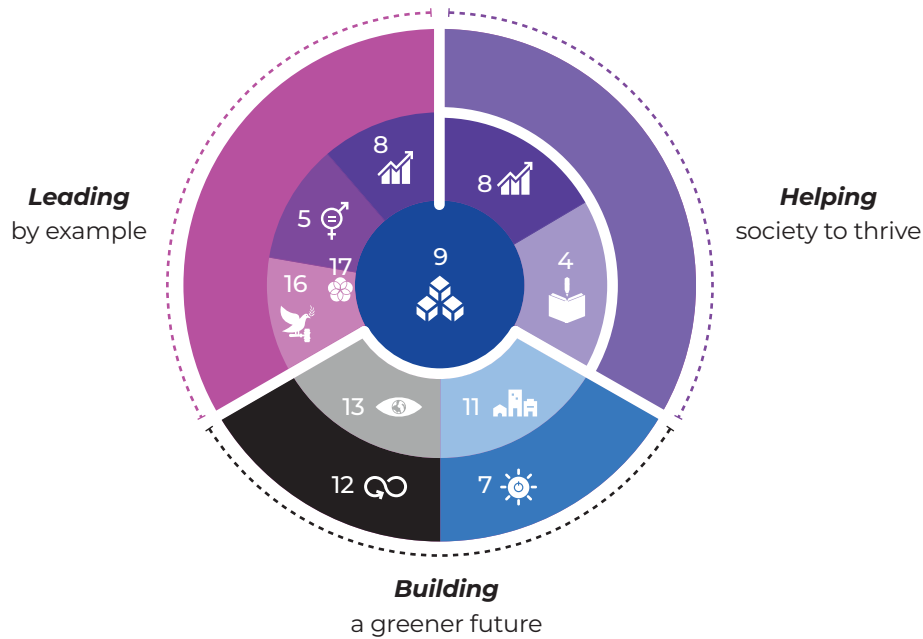 8
8
Leading
by example
Helping
society to thrive
5
17
16
9
4
13
11
12
7
Building
a greener future